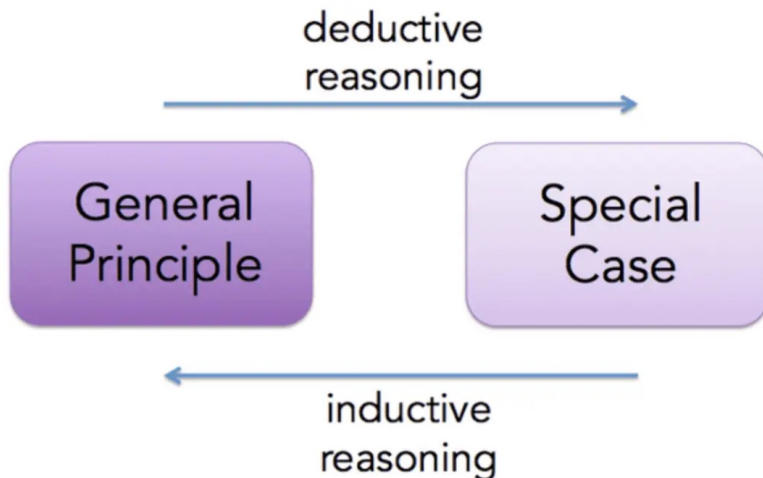 deductive
reasoning
General
Principle
Special
Case
inductive
reasoning